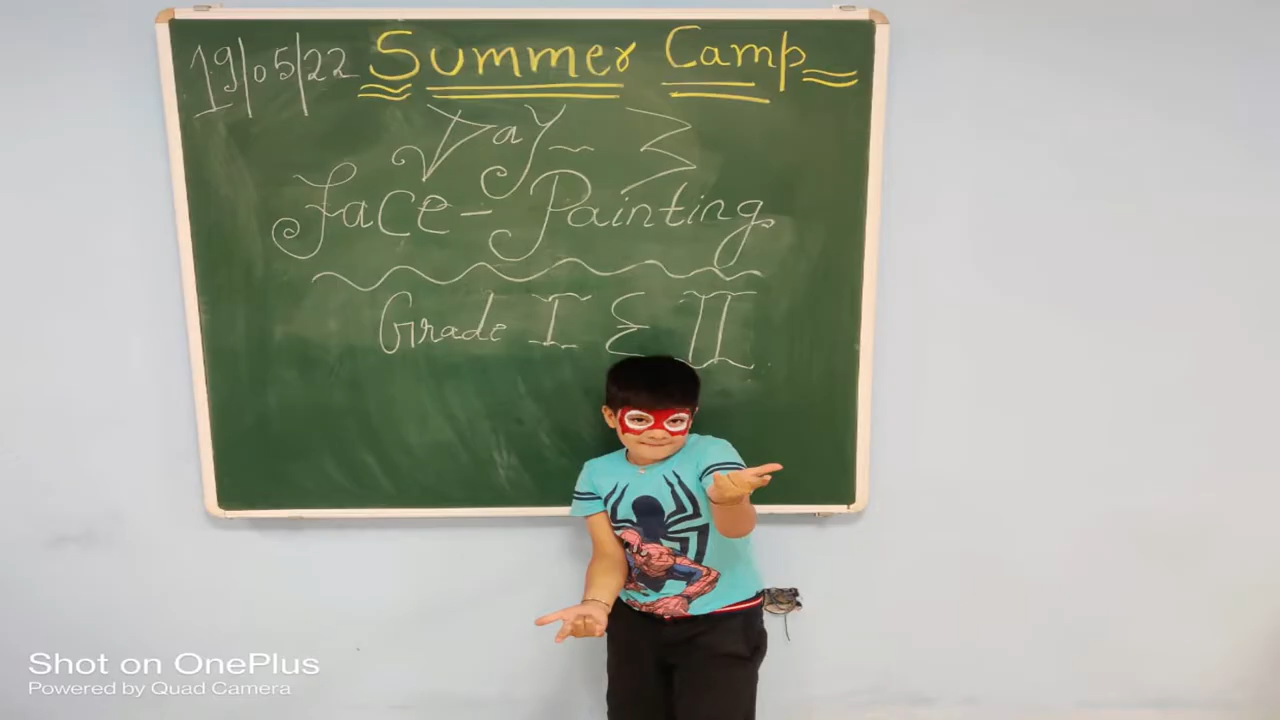 19/05/22 Summer Camp
Day ~ 3
Face - Painting
Grade I & II
Shot on OnePlus
Powered by Quad Camera